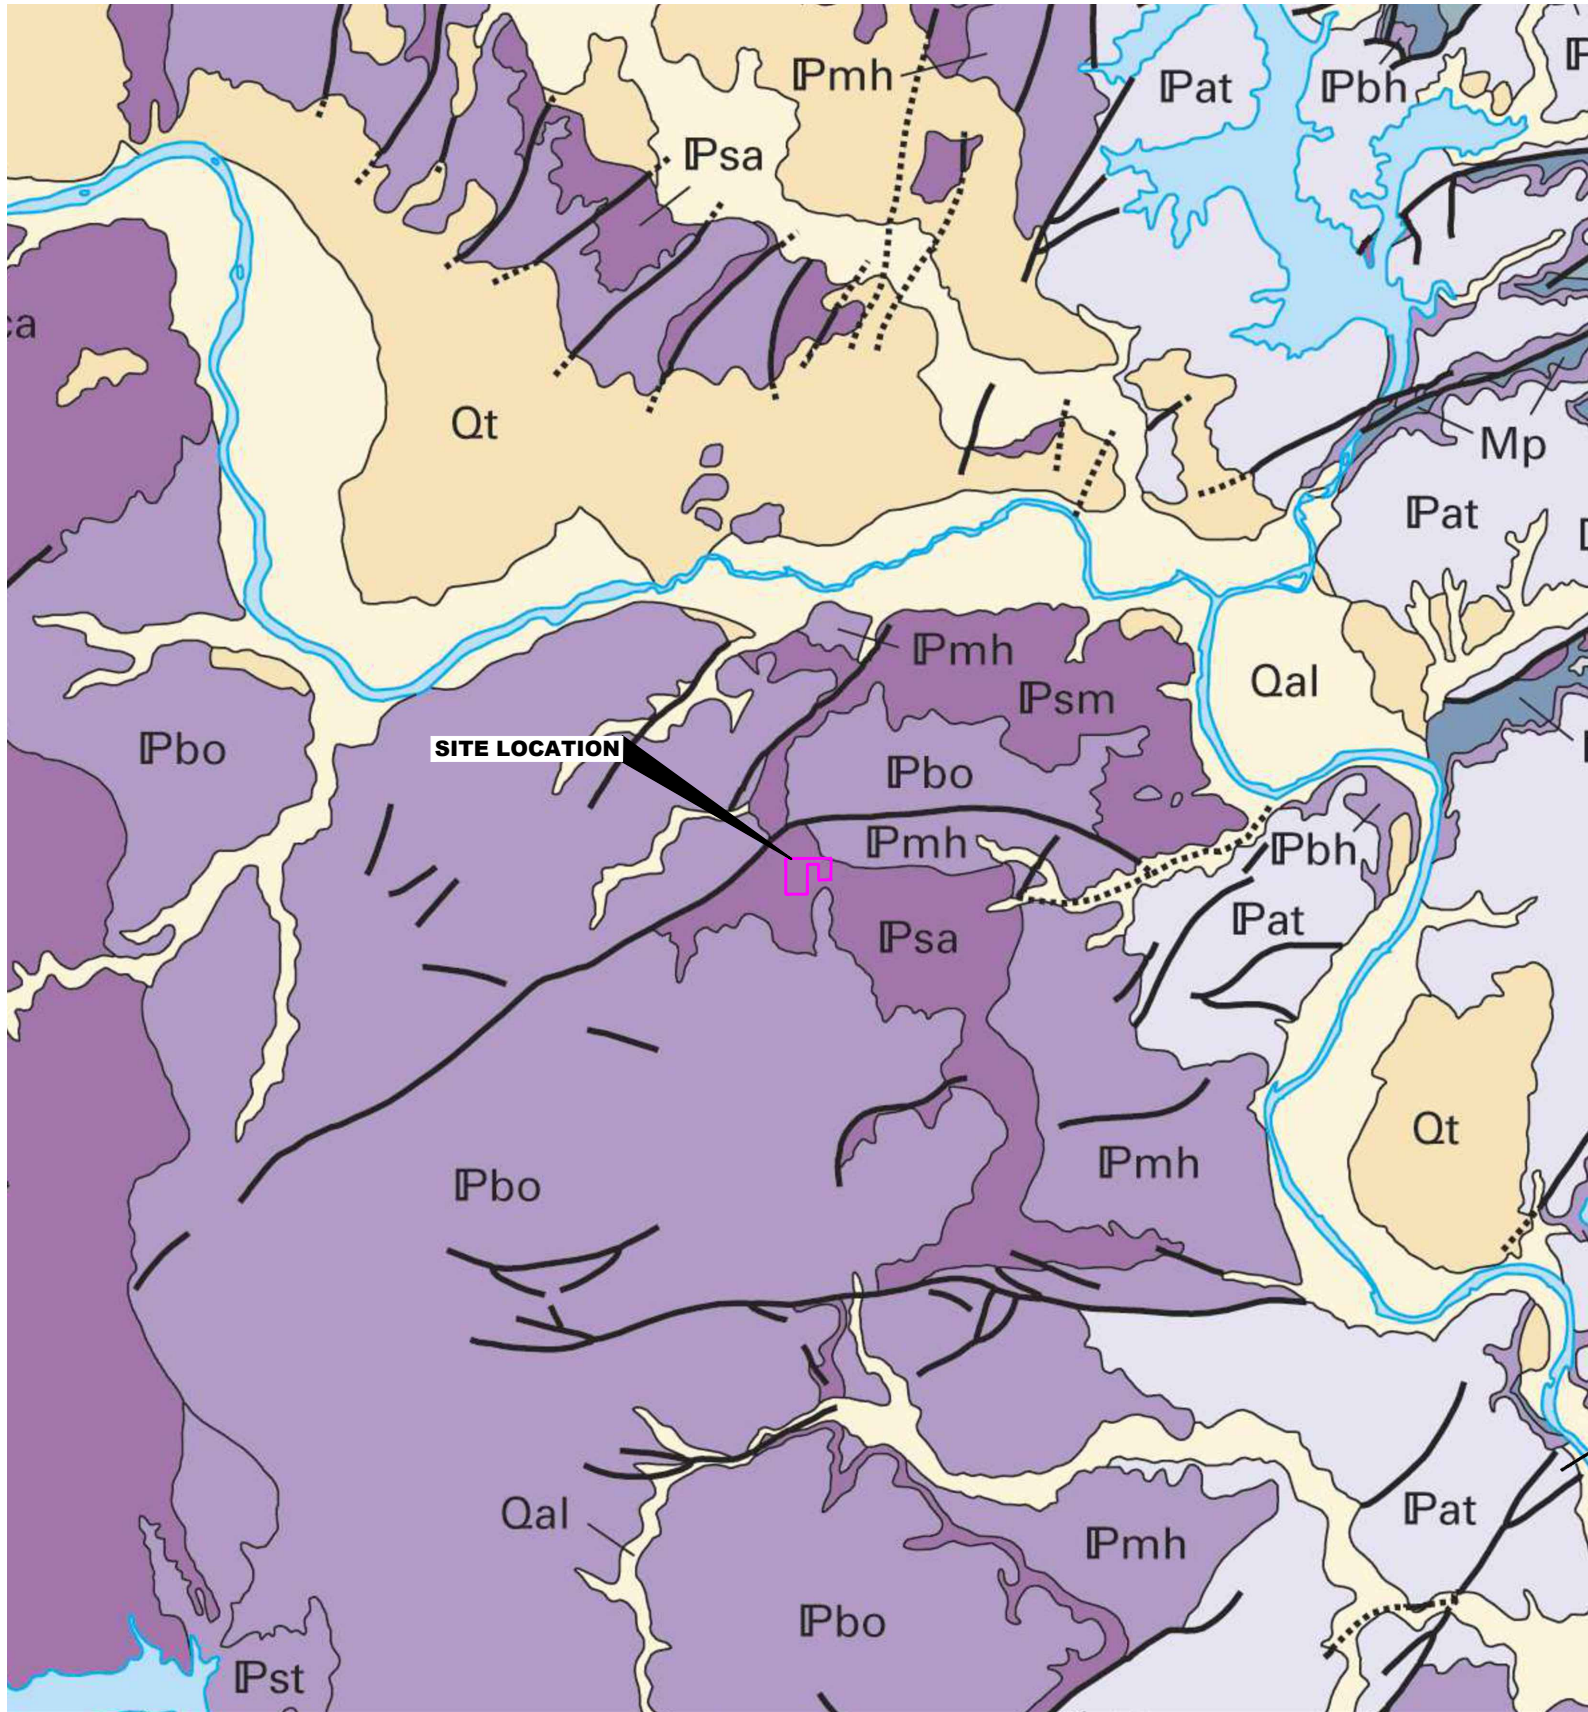 ℙmh
ℙat
ℙbh
ℙsa
ca
Qt
Mp
ℙat
ℙmh
Qal
ℙsm
ℙbo
SITE LOCATION
ℙbo
ℙmh
ℙbh
ℙat
ℙsa
Qt
ℙmh
ℙbo
Qal
ℙat
ℙmh
ℙbo
ℙst